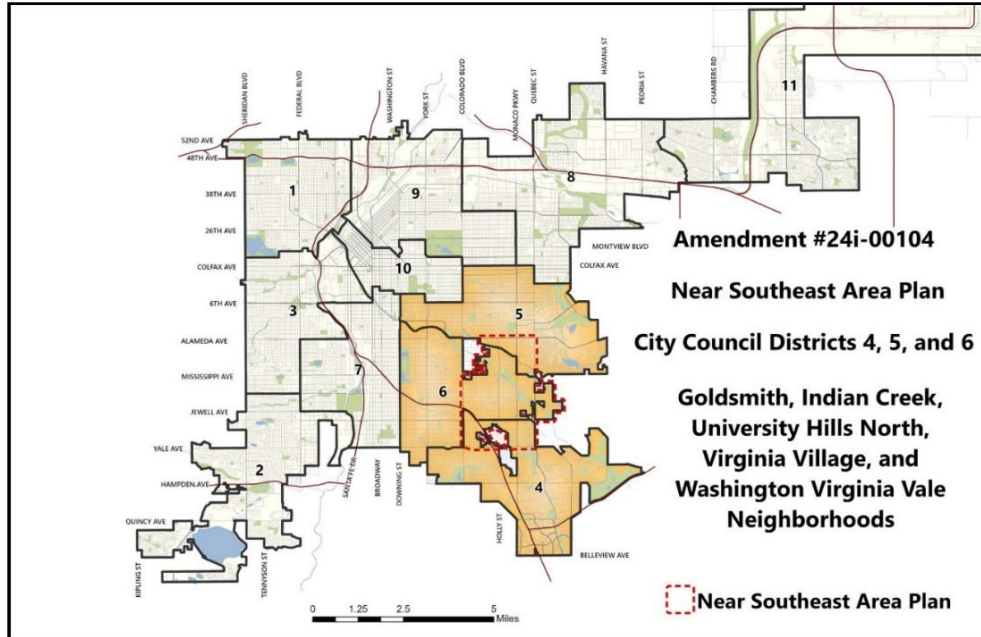 SHERIDAN BLVD
FEDERAL BLVD
WASHINGTON ST
YORK ST
COLORADO BLVD
MONACO PKWY
QUEBEC ST
HAVANA ST
PEORIA ST
CHAMBERS RD
11
52ND AVE
48TH AVE
1
9
8
38TH AVE
26TH AVE
MONTVIEW BLVD
COLFAX AVE
10
COLFAX AVE
6TH AVE
3
5
ALAMEDA AVE
7
MISSISSIPPI AVE
6
JEWELL AVE
YALE AVE
2
HAMPDEN AVE
SANTA FE DR
BROADWAY
DOWNING ST
4
QUINCY AVE
HOLLY ST
BELLEVIEW AVE
KIPLING ST
TENNYSON ST
0 1.25 2.5 5
Miles
Amendment #24i-00104
Near Southeast Area Plan
City Council Districts 4, 5, and 6
Goldsmith, Indian Creek,
University Hills North,
Virginia Village, and
Washington Virginia Vale
Neighborhoods
Near Southeast Area Plan